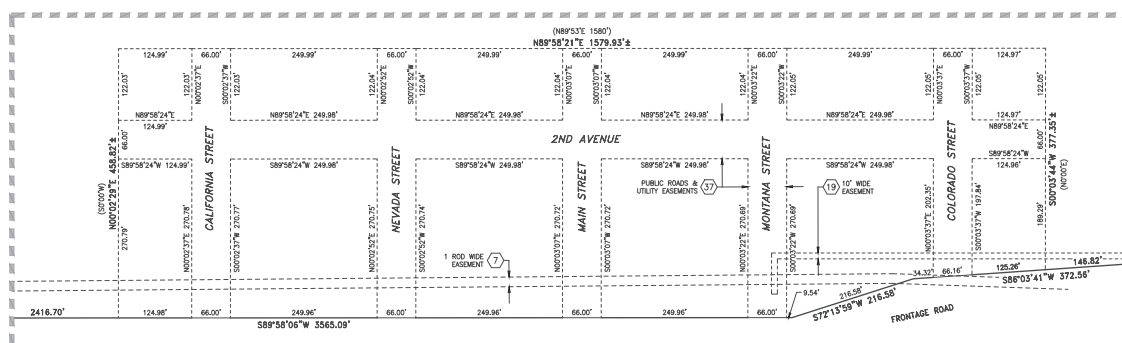 (N89°53'E 1580')
N89°58'21"E 1579.93'±
124.99' 66.00' 249.99' 66.00' 249.99' 66.00' 249.99' 66.00' 249.99' 66.00' 124.99'
122.03' 122.03' N00°02'37"E S00°02'37"W 122.03' 122.04' N00°02'52"E S00°02'52"W 122.04' 122.04' N00°03'07"E S00°03'07"W 122.04' 122.04' N00°03'22"E S00°03'22"W 122.05' 122.05' N00°03'37"E S00°03'37"W 122.05' 122.05'
N89°58'24"E N89°58'24"E 249.98' N89°58'24"E 249.98' N89°58'24"E 249.98' N89°58'24"E 249.98' 124.97'
124.99' N89°58'24"E
66.00' 2ND AVENUE 66.00'
S89°58'24"W
S89°58'24"W 124.99' S89°58'24"W 249.98' S89°58'24"W 249.98' S89°58'24"W 249.98' S89°58'24"W 249.98' 124.96'
(S0°00'W)
N00°02'29"E 458.82'±
S00°03'44"W 377.35'±
(N0°00'E)
CALIFORNIA STREET
NEVADA STREET
MAIN STREET
MONTANA STREET
COLORADO STREET
PUBLIC ROADS &
UTILITY EASEMENTS
37
19
10' WIDE
EASEMENT
270.79' N00°02'37"E 270.78' S00°02'37"W 270.77' N00°02'52"E 270.75' S00°02'52"W 270.74' N00°03'07"E 270.72' S00°03'07"W 270.72' N00°03'22"E 270.69' S00°03'22"W 270.69' N00°03'37"E 202.35' S00°03'37"W 197.84' 189.29'
1 ROD WIDE
EASEMENT
7
34.32' 66.16' 125.26' 146.82'
S86°03'41"W 372.56'
9.54' 216.58'
S72°13'59"W 216.58'
FRONTAGE ROAD
2416.70' 124.98' 66.00' 249.96' 66.00' 249.96' 66.00' 249.96' 66.00'
S89°58'06"W 3565.09'